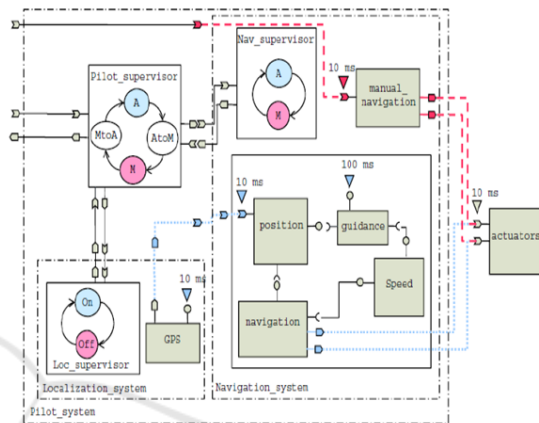 Nav_supervisor
A
M
Pilot_supervisor
A
MtoA
AtoM
M
10 ms
manual_
navigation
10 ms
100 ms
10 ms
position
guidance
actuators
Speed
navigation
On
Off
Loc_supervisor
10 ms
GPS
Localization_system
Navigation_system
Pilot_system